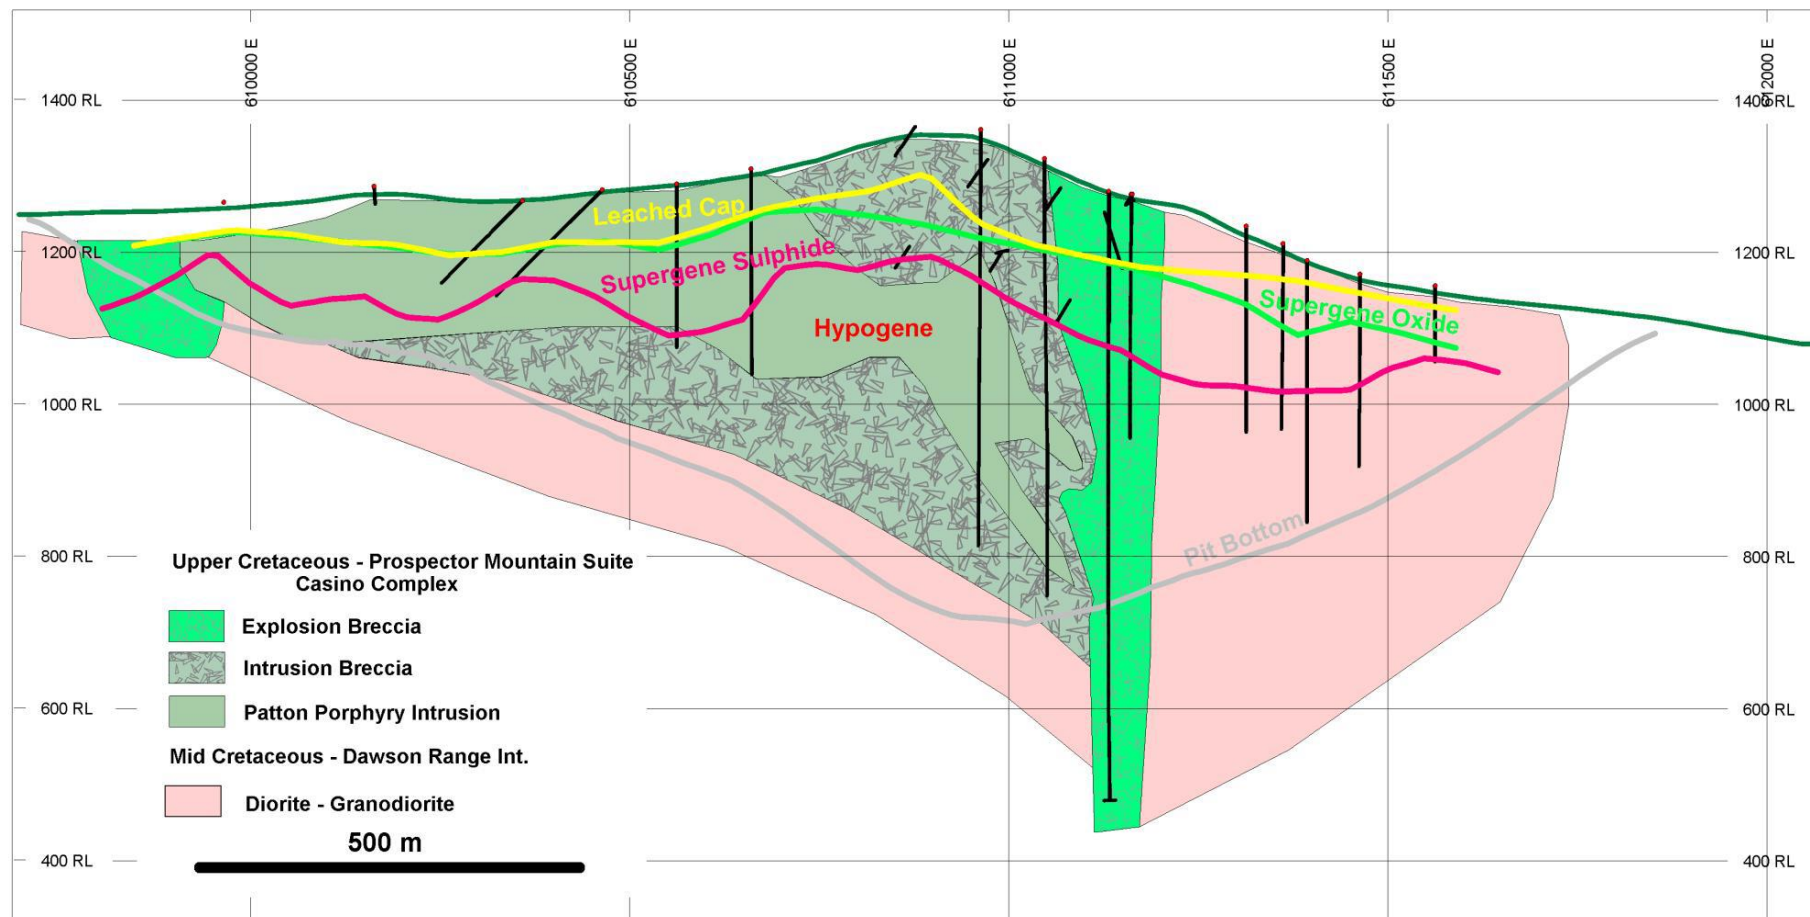 610000 E
610500 E
611000 E
611500 E
612000 E
1400 RL
1400 RL
Leached Cap
1200 RL
Supergene Sulphide
1200 RL
Supergene Oxide
Hypogene
1000 RL
1000 RL
Pit Bottom
800 RL
800 RL
Upper Cretaceous - Prospector Mountain Suite
Casino Complex
Explosion Breccia
Intrusion Breccia
600 RL
Patton Porphyry Intrusion
600 RL
Mid Cretaceous - Dawson Range Int.
Diorite - Granodiorite
500 m
400 RL
400 RL